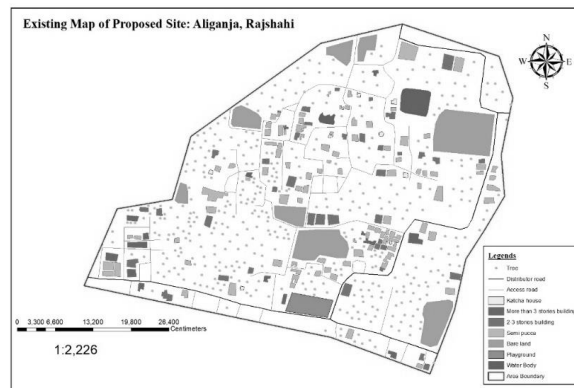 Existing Map of Proposed Site: Aliganja, Rajshahi
N
W E
S
Legends
Tree
Distributor road
Access road
Katcha house
More than 3 stories building
2-3 stories building
Semi pucca
Bare land
Playground
Water Body
Area Boundary
0 3,300 6,600 13,200 19,800 26,400
Centimeters
1:2,226